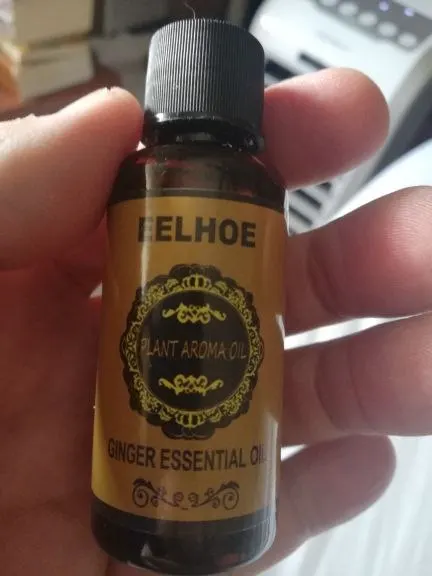 EELHOE
PLANT AROMA OIL
GINGER ESSENTIAL OIL